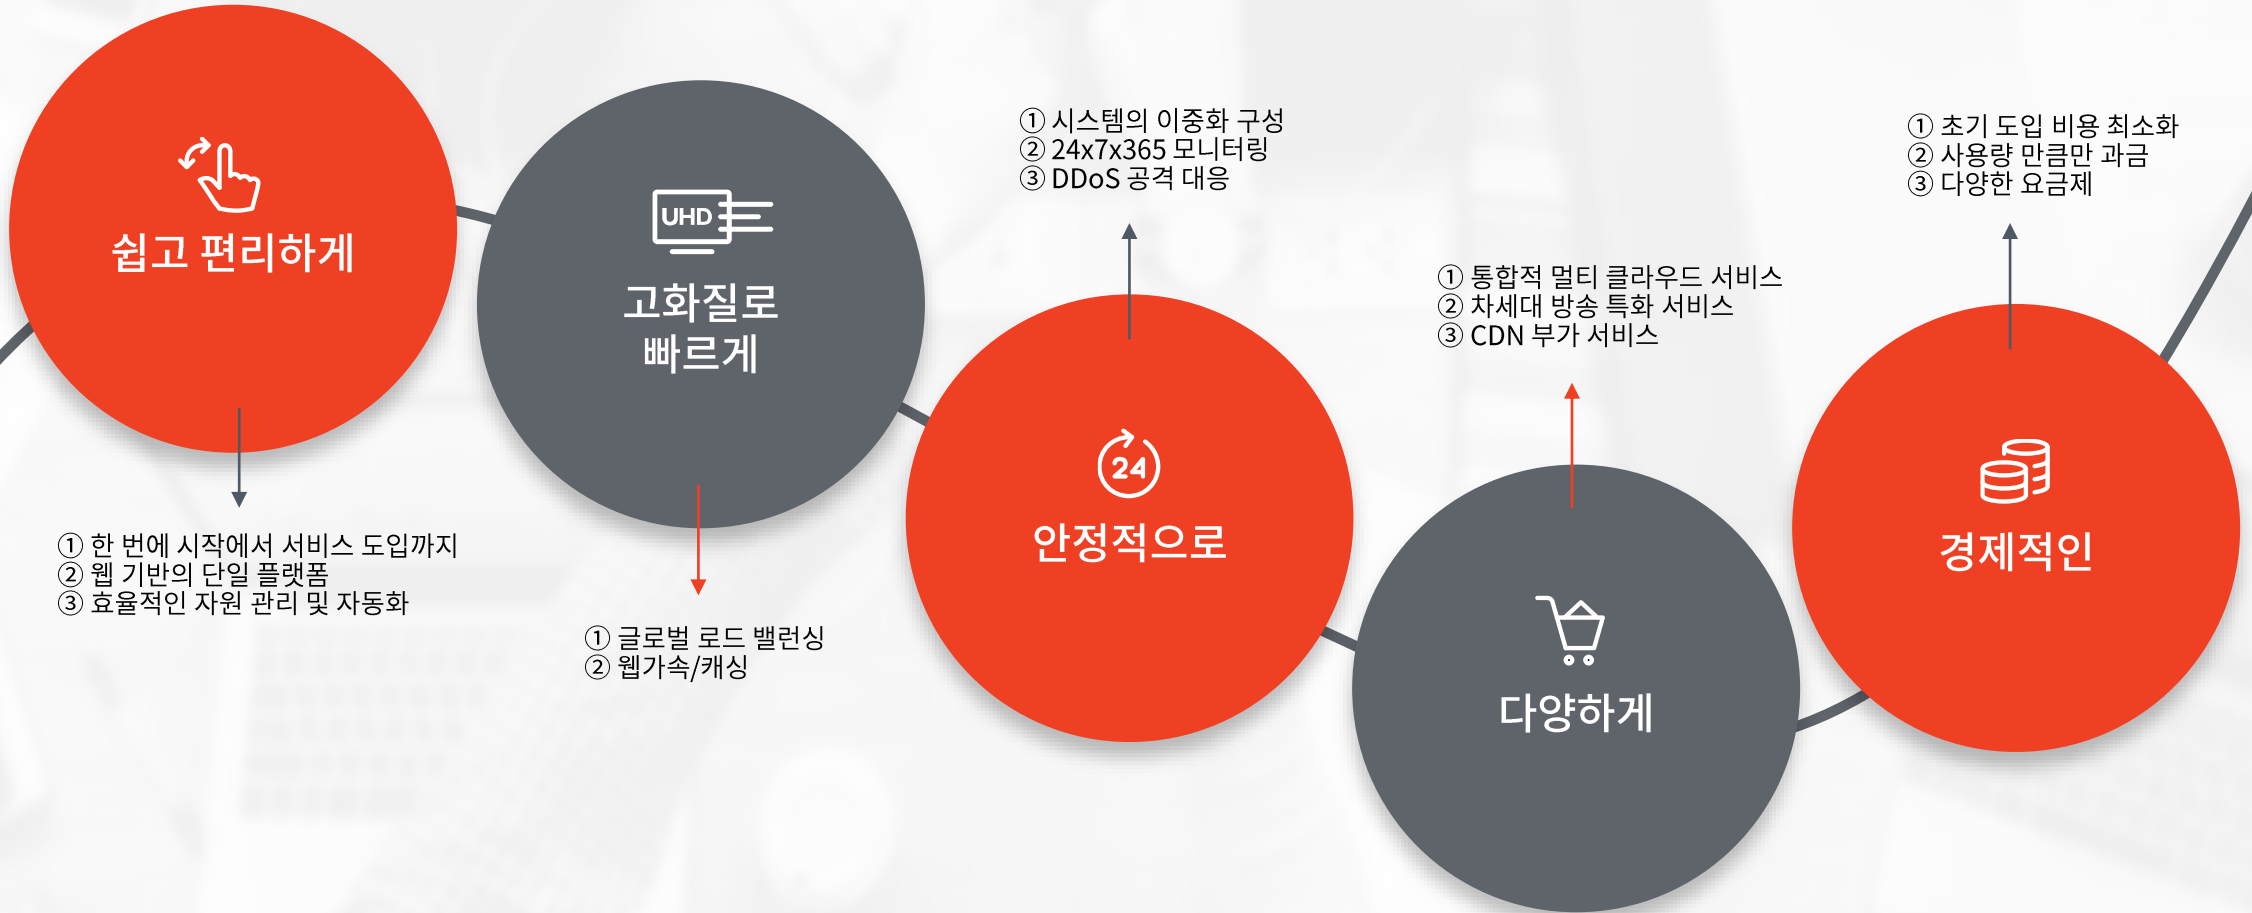 쉽고 편리하게
① 한 번에 시작에서 서비스 도입까지
② 웹 기반의 단일 플랫폼
③ 효율적인 자원 관리 및 자동화
UHD
고화질로
빠르게
① 글로벌 로드 밸런싱
② 웹가속/캐싱
① 시스템의 이중화 구성
② 24x7x365 모니터링
③ DDoS 공격 대응
24
안정적으로
① 통합적 멀티 클라우드 서비스
② 차세대 방송 특화 서비스
③ CDN 부가 서비스
다양하게
① 초기 도입 비용 최소화
② 사용량 만큼만 과금
③ 다양한 요금제
경제적인